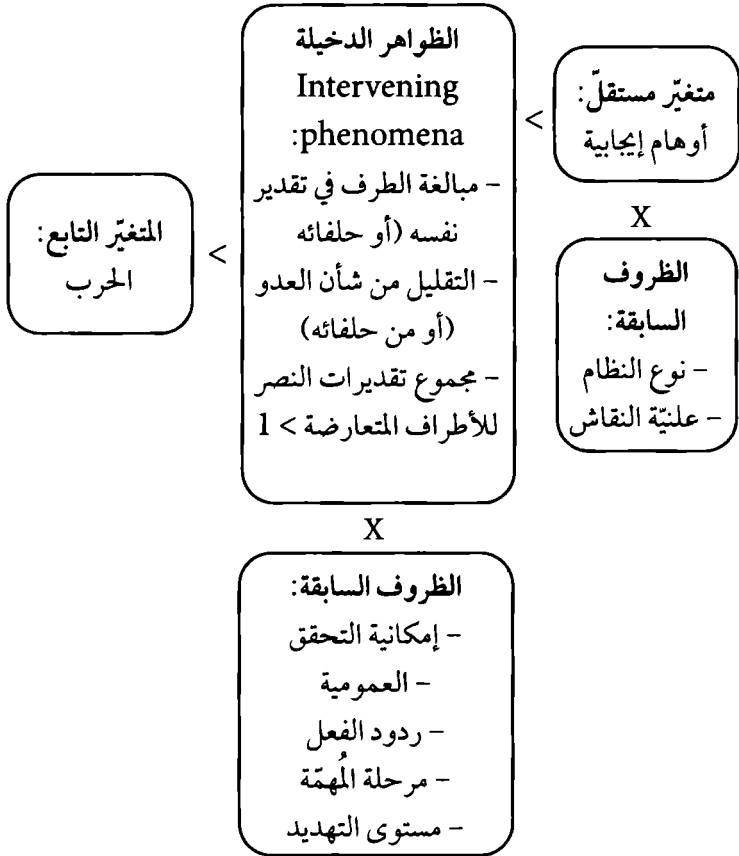 متغيّر مستقلّ:
أوهام إيجابية
X
الظروف
السابقة:
– نوع النظام
– علنيّة النقاش
<
الظواهر الدخيلة
Intervening
phenomena:
– مبالغة الطرف في تقدير
نفسه (أو حلفائه
– التقليل من شأن العدو
(أو من حلفائه)
– مجموع تقديرات النصر
للأطراف المتعارضة > 1
X
الظروف السابقة:
– إمكانية التحقق
– العمومية
– ردود الفعل
– مرحلة المُهمّة
– مستوى التهديد
<
المتغيّر التابع:
الحرب